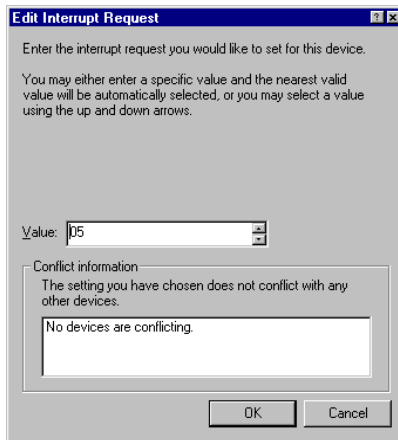 Edit Interrupt Request
Enter the interrupt request you would like to set for this device.
You may either enter a specific value and the nearest valid
value will be automatically selected, or you may select a value
using the up and down arrows.
Value: 05
Conflict information
The setting you have chosen does not conflict with any
other devices.
No devices are conflicting.
OK Cancel